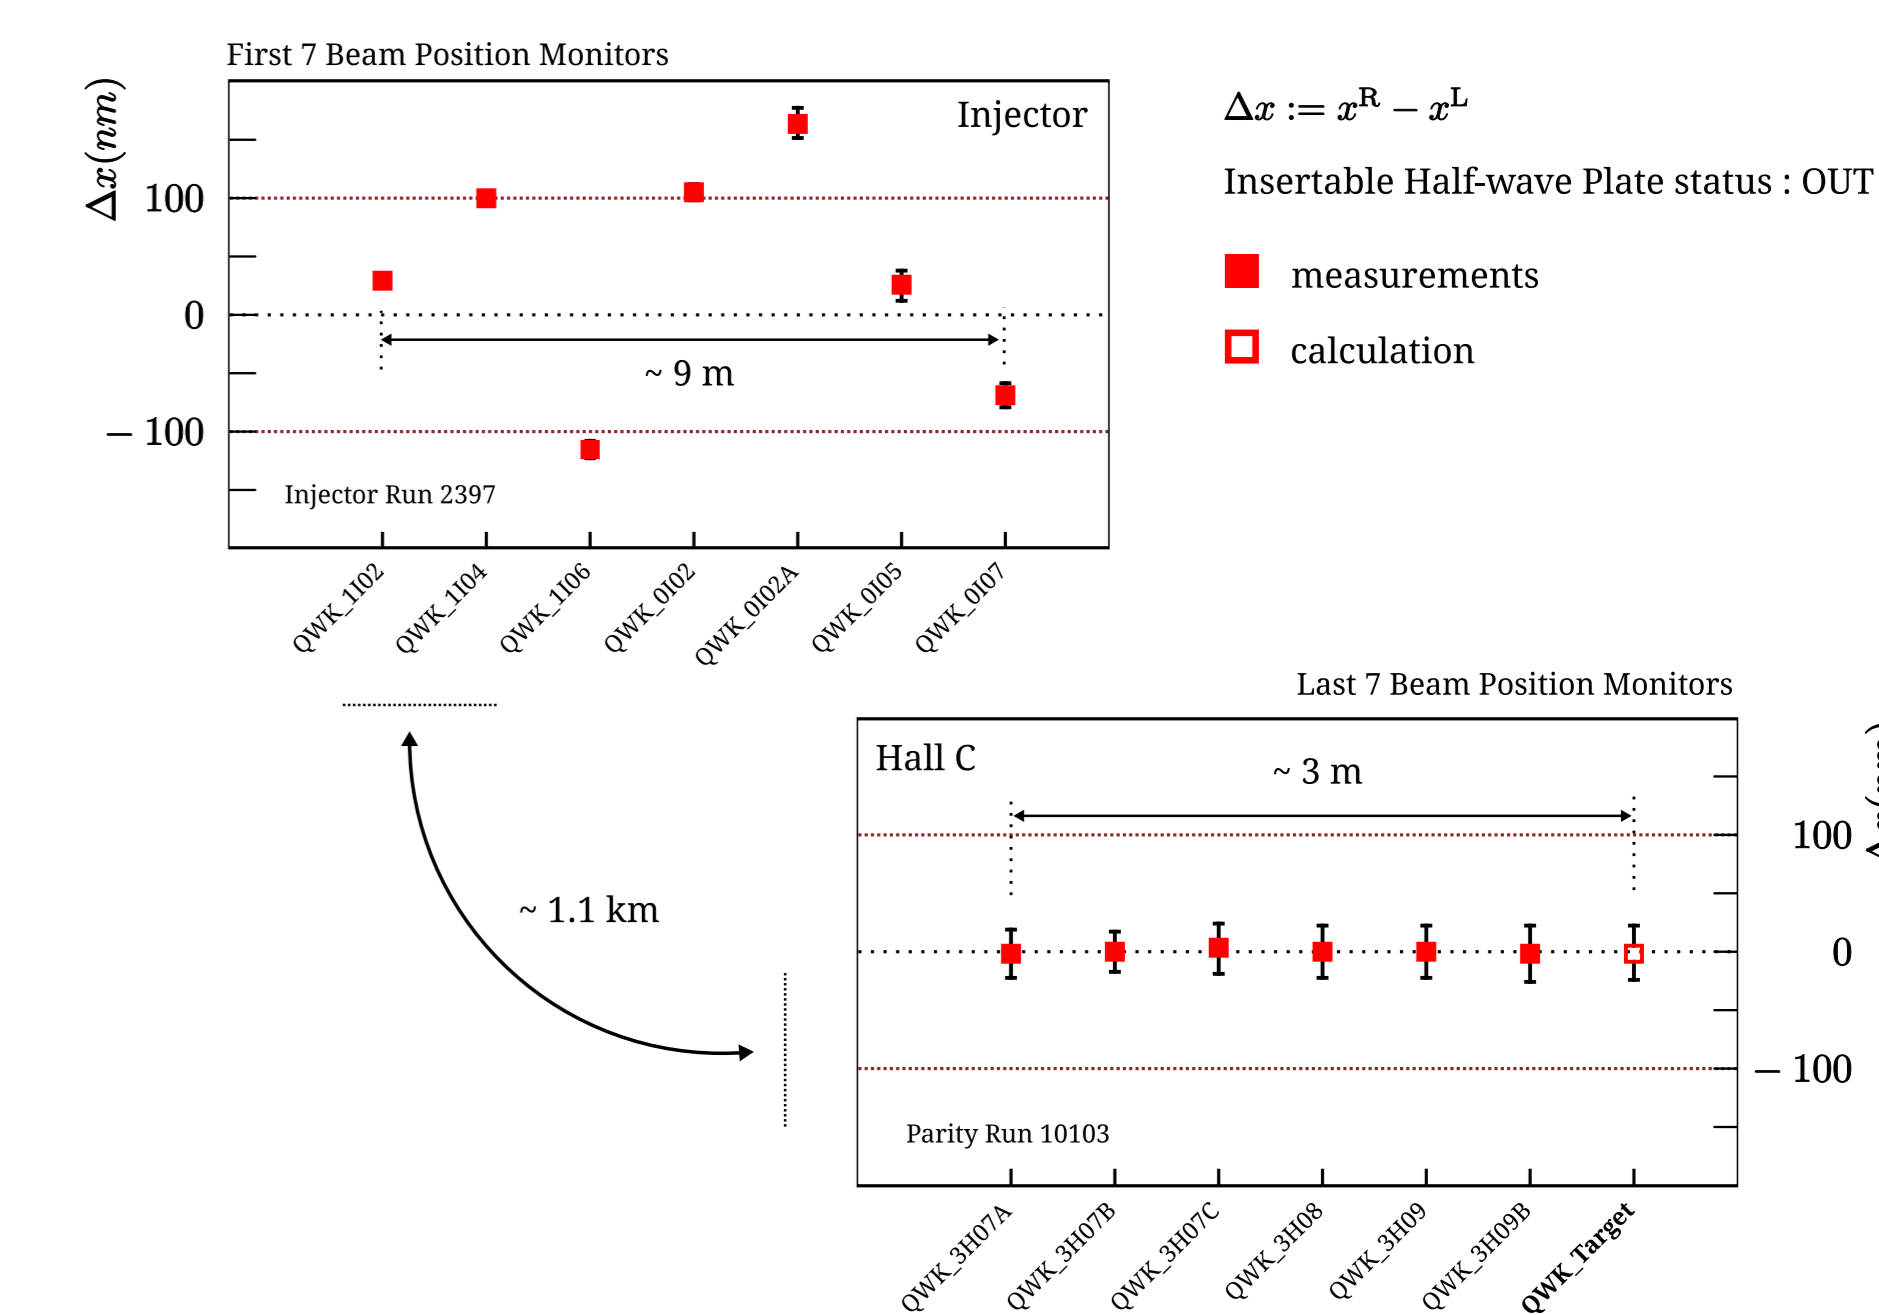 First 7 Beam Position Monitors
Δx(nm)
Injector
100
0
− 100
~ 9 m
Injector Run 2397
QWK_1I02
QWK_1I04
QWK_1I06
QWK_0I02
QWK_0I02A
QWK_0I05
QWK_0I07
Δx := x^R − x^L
Insertable Half-wave Plate status : OUT
measurements
calculation
~ 1.1 km
Last 7 Beam Position Monitors
Hall C
~ 3 m
100
0
− 100
Parity Run 10103
QWK_3H07A
QWK_3H07B
QWK_3H07C
QWK_3H08
QWK_3H09
QWK_3H09B
QWK_Target